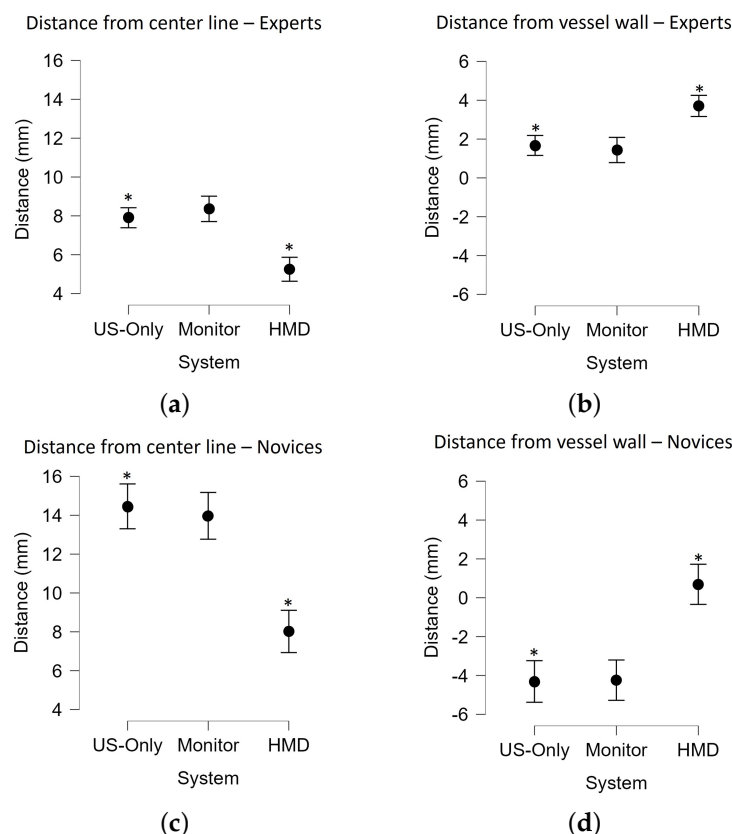 Distance from center line – Experts
16
14
12
10
8
6
4
Distance (mm)
*
*
US-Only Monitor HMD
System
(a)
Distance from vessel wall – Experts
6
4
2
0
-2
-4
-6
Distance (mm)
*
*
US-Only Monitor HMD
System
(b)
Distance from center line – Novices
16
14
12
10
8
6
4
Distance (mm)
*
*
US-Only Monitor HMD
System
(c)
Distance from vessel wall – Novices
6
4
2
0
-2
-4
-6
Distance (mm)
*
*
US-Only Monitor HMD
System
(d)